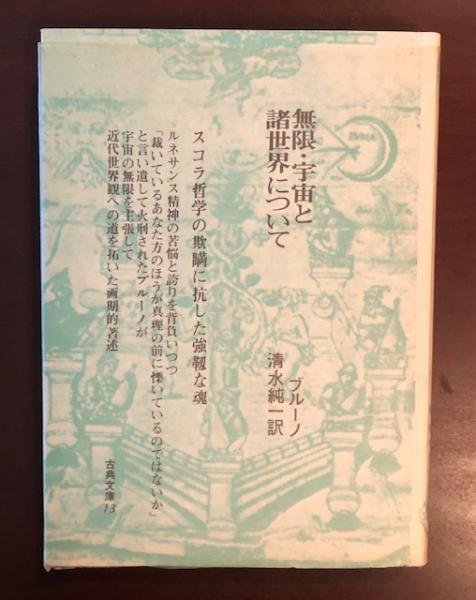 無限・宇宙と
諸世界について
ブルーノ
清水純一訳
スコラ哲学の欺瞞に抗した強靱な魂
ルネサンス精神の苦悩と誇りを背負いつつ
「裁いているあなた方のほうが真理の前に慄いているのではないか」
と言い遺して火刑されたブルーノが
宇宙の無限を主張して
近代世界観への道を拓いた画期的著述
古典文庫13